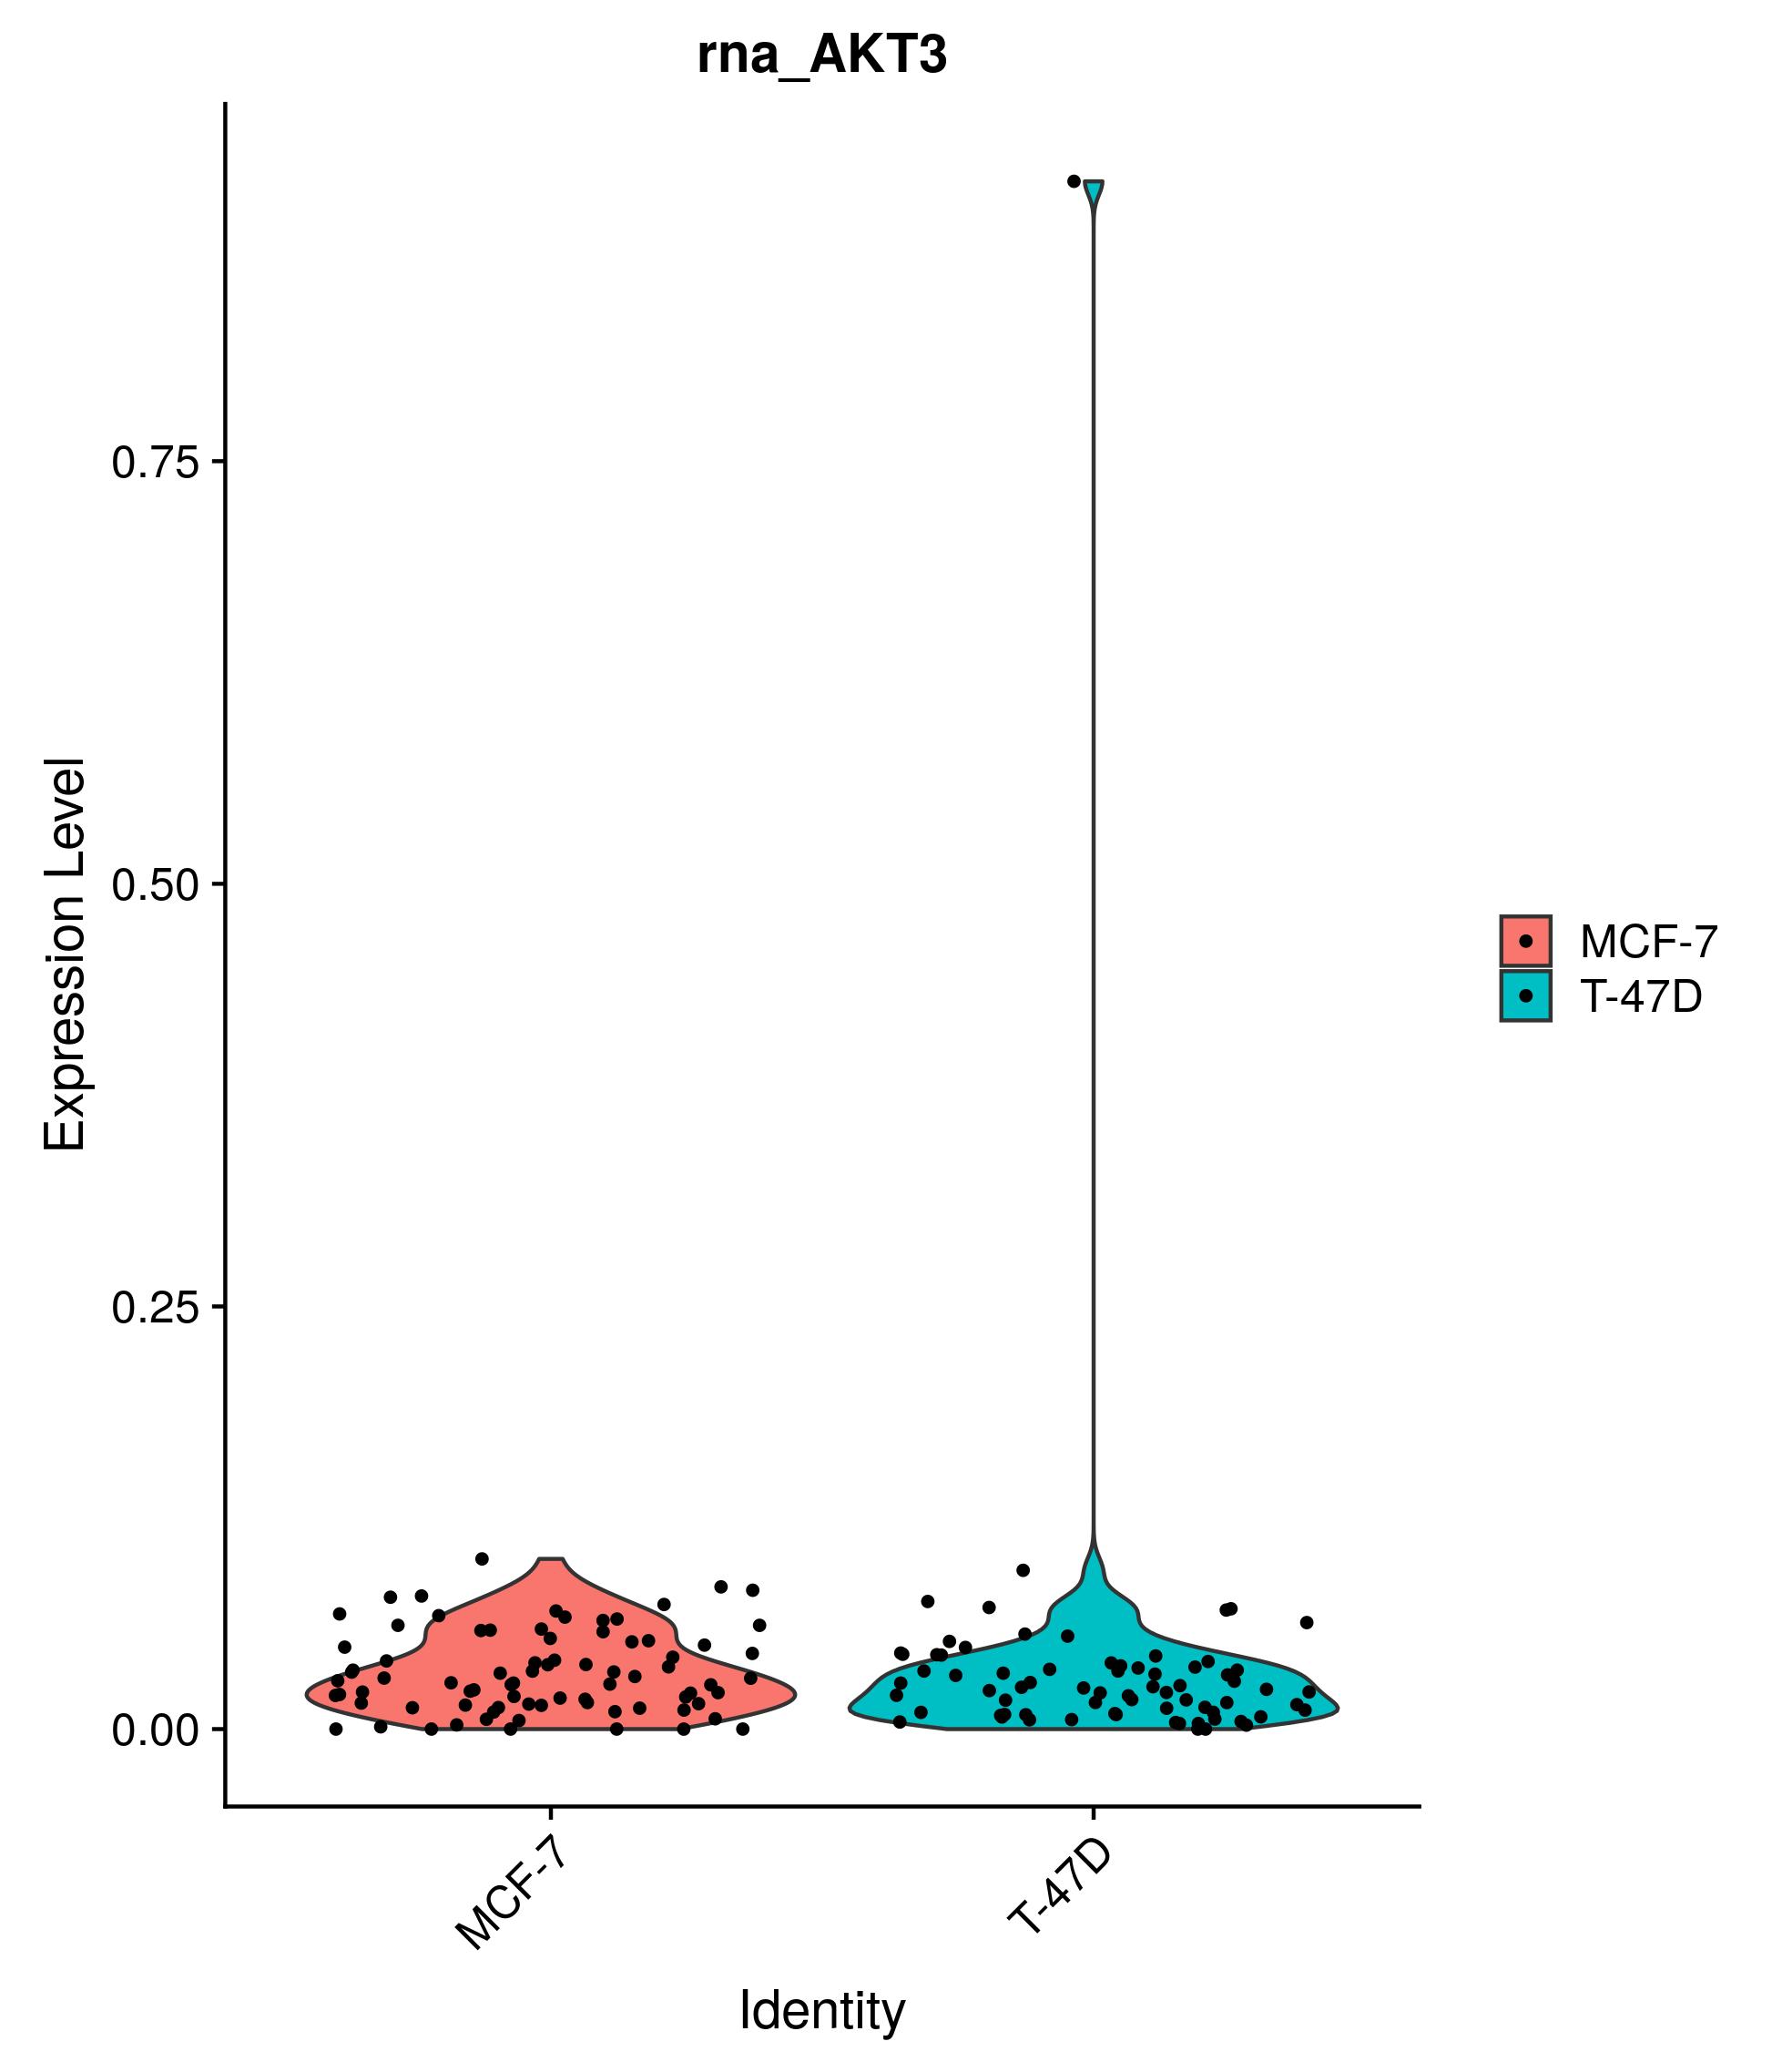 rna_AKT3
Expression Level
0.75
0.50
0.25
0.00
MCF-7
T-47D
Identity
MCF-7
T-47D